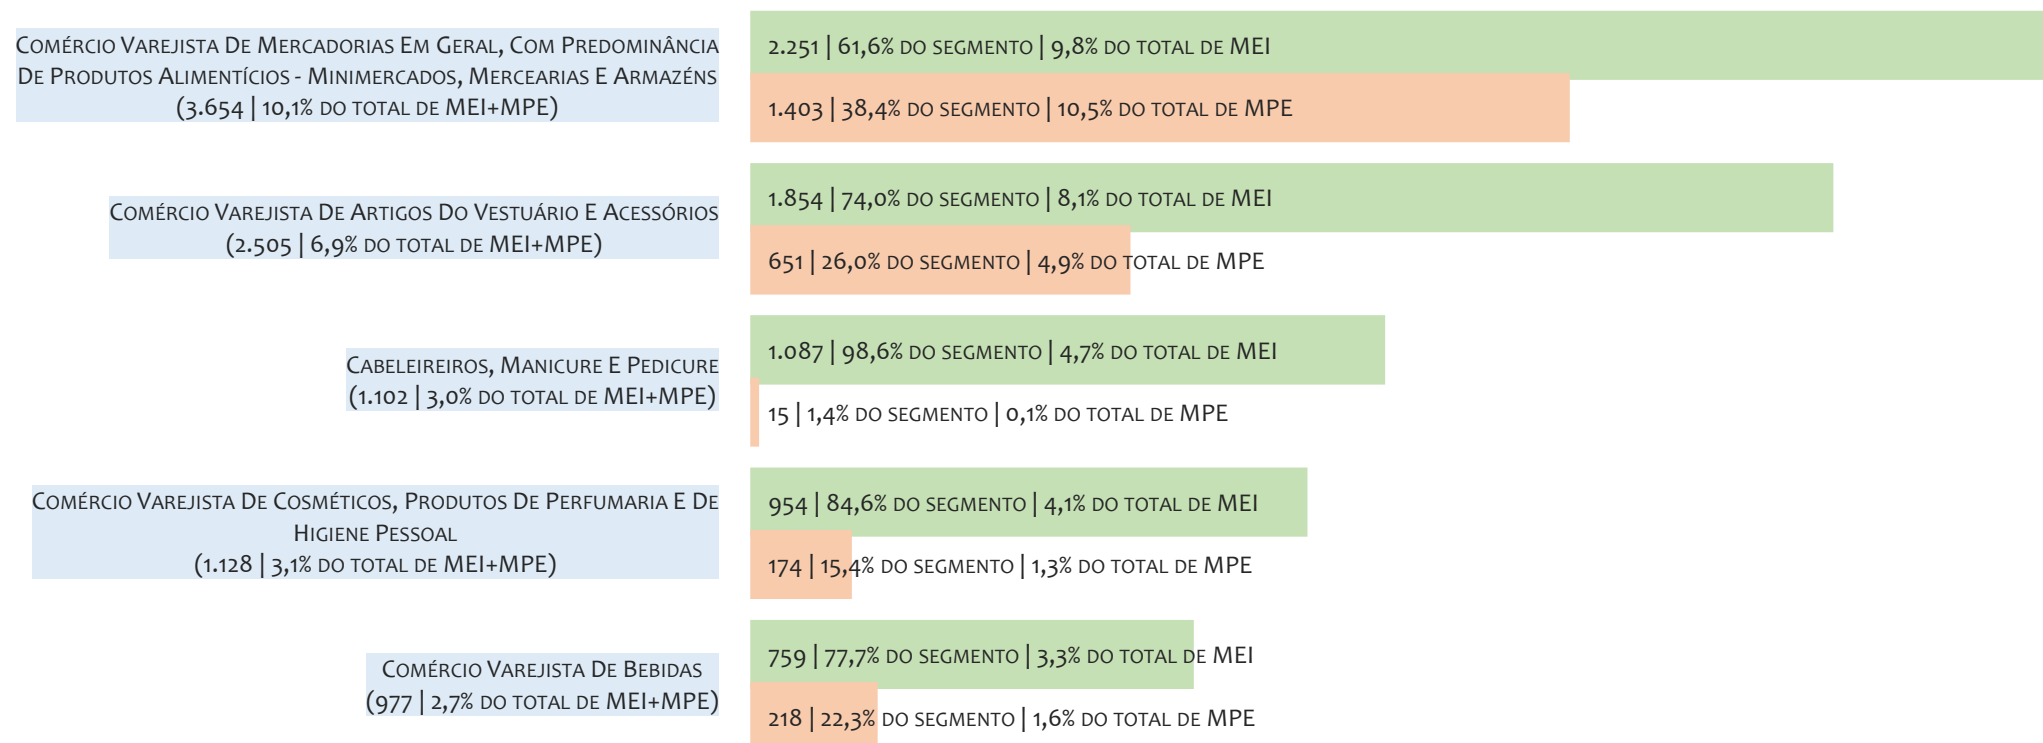 Comércio Varejista De Mercadorias Em Geral, Com Predominância
De Produtos Alimentícios - Minimercados, Mercearias E Armazéns
(3.654 | 10,1% do total de MEI+MPE)
2.251 | 61,6% do segmento | 9,8% do total de MEI
1.403 | 38,4% do segmento | 10,5% do total de MPE
Comércio Varejista De Artigos Do Vestuário E Acessórios
(2.505 | 6,9% do total de MEI+MPE)
1.854 | 74,0% do segmento | 8,1% do total de MEI
651 | 26,0% do segmento | 4,9% do total de MPE
Cabeleireiros, Manicure E Pedicure
(1.102 | 3,0% do total de MEI+MPE)
1.087 | 98,6% do segmento | 4,7% do total de MEI
15 | 1,4% do segmento | 0,1% do total de MPE
Comércio Varejista De Cosméticos, Produtos De Perfumaria E De
Higiene Pessoal
(1.128 | 3,1% do total de MEI+MPE)
954 | 84,6% do segmento | 4,1% do total de MEI
174 | 15,4% do segmento | 1,3% do total de MPE
Comércio Varejista De Bebidas
(977 | 2,7% do total de MEI+MPE)
759 | 77,7% do segmento | 3,3% do total de MEI
218 | 22,3% do segmento | 1,6% do total de MPE